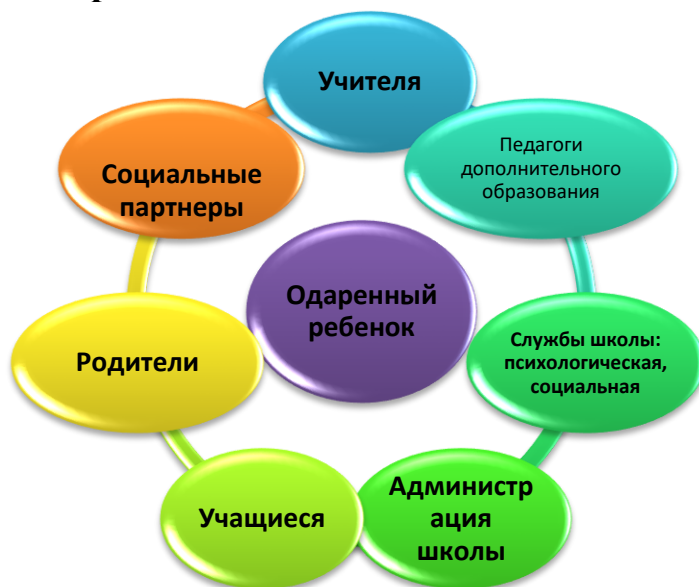 Учителя
Педагоги
дополнительного
образования
Службы школы:
психологическая,
социальная
Администр
ация
школы
Учащиеся
Родители
Социальные
партнеры
Одаренный
ребенок